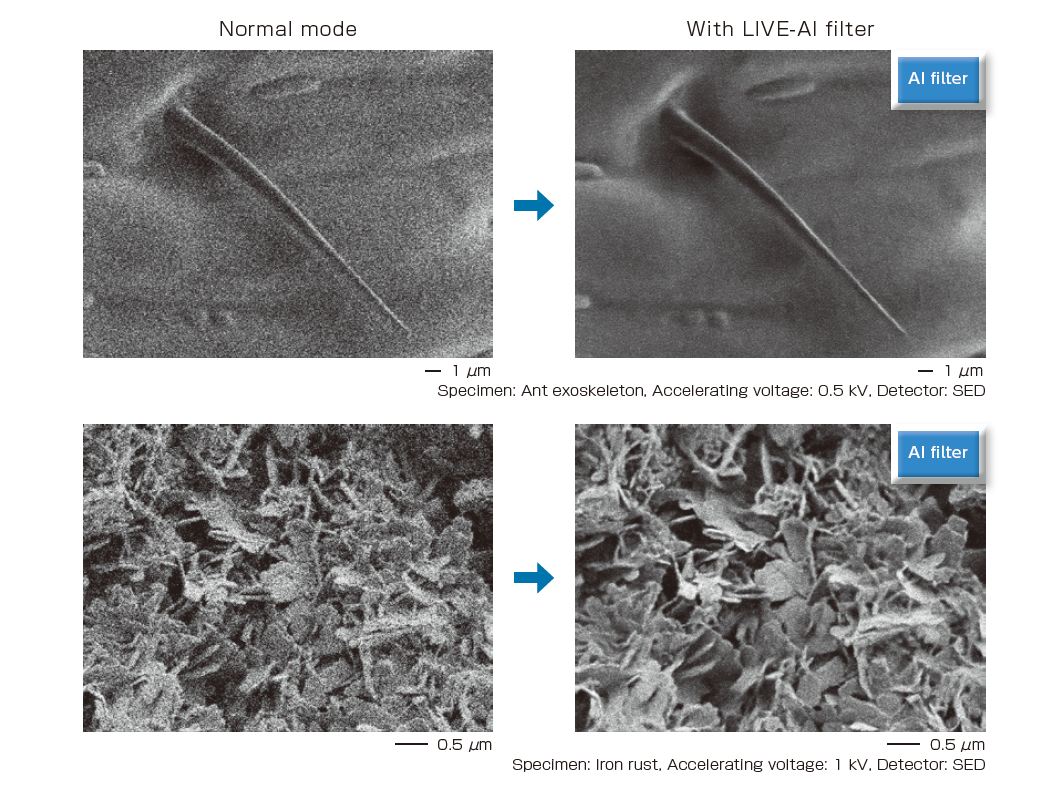 Normal mode
With LIVE-AI filter
AI filter
1 μm
1 μm
Specimen: Ant exoskeleton, Accelerating voltage: 0.5 kV, Detector: SED
AI filter
0.5 μm
0.5 μm
Specimen: Iron rust, Accelerating voltage: 1 kV, Detector: SED